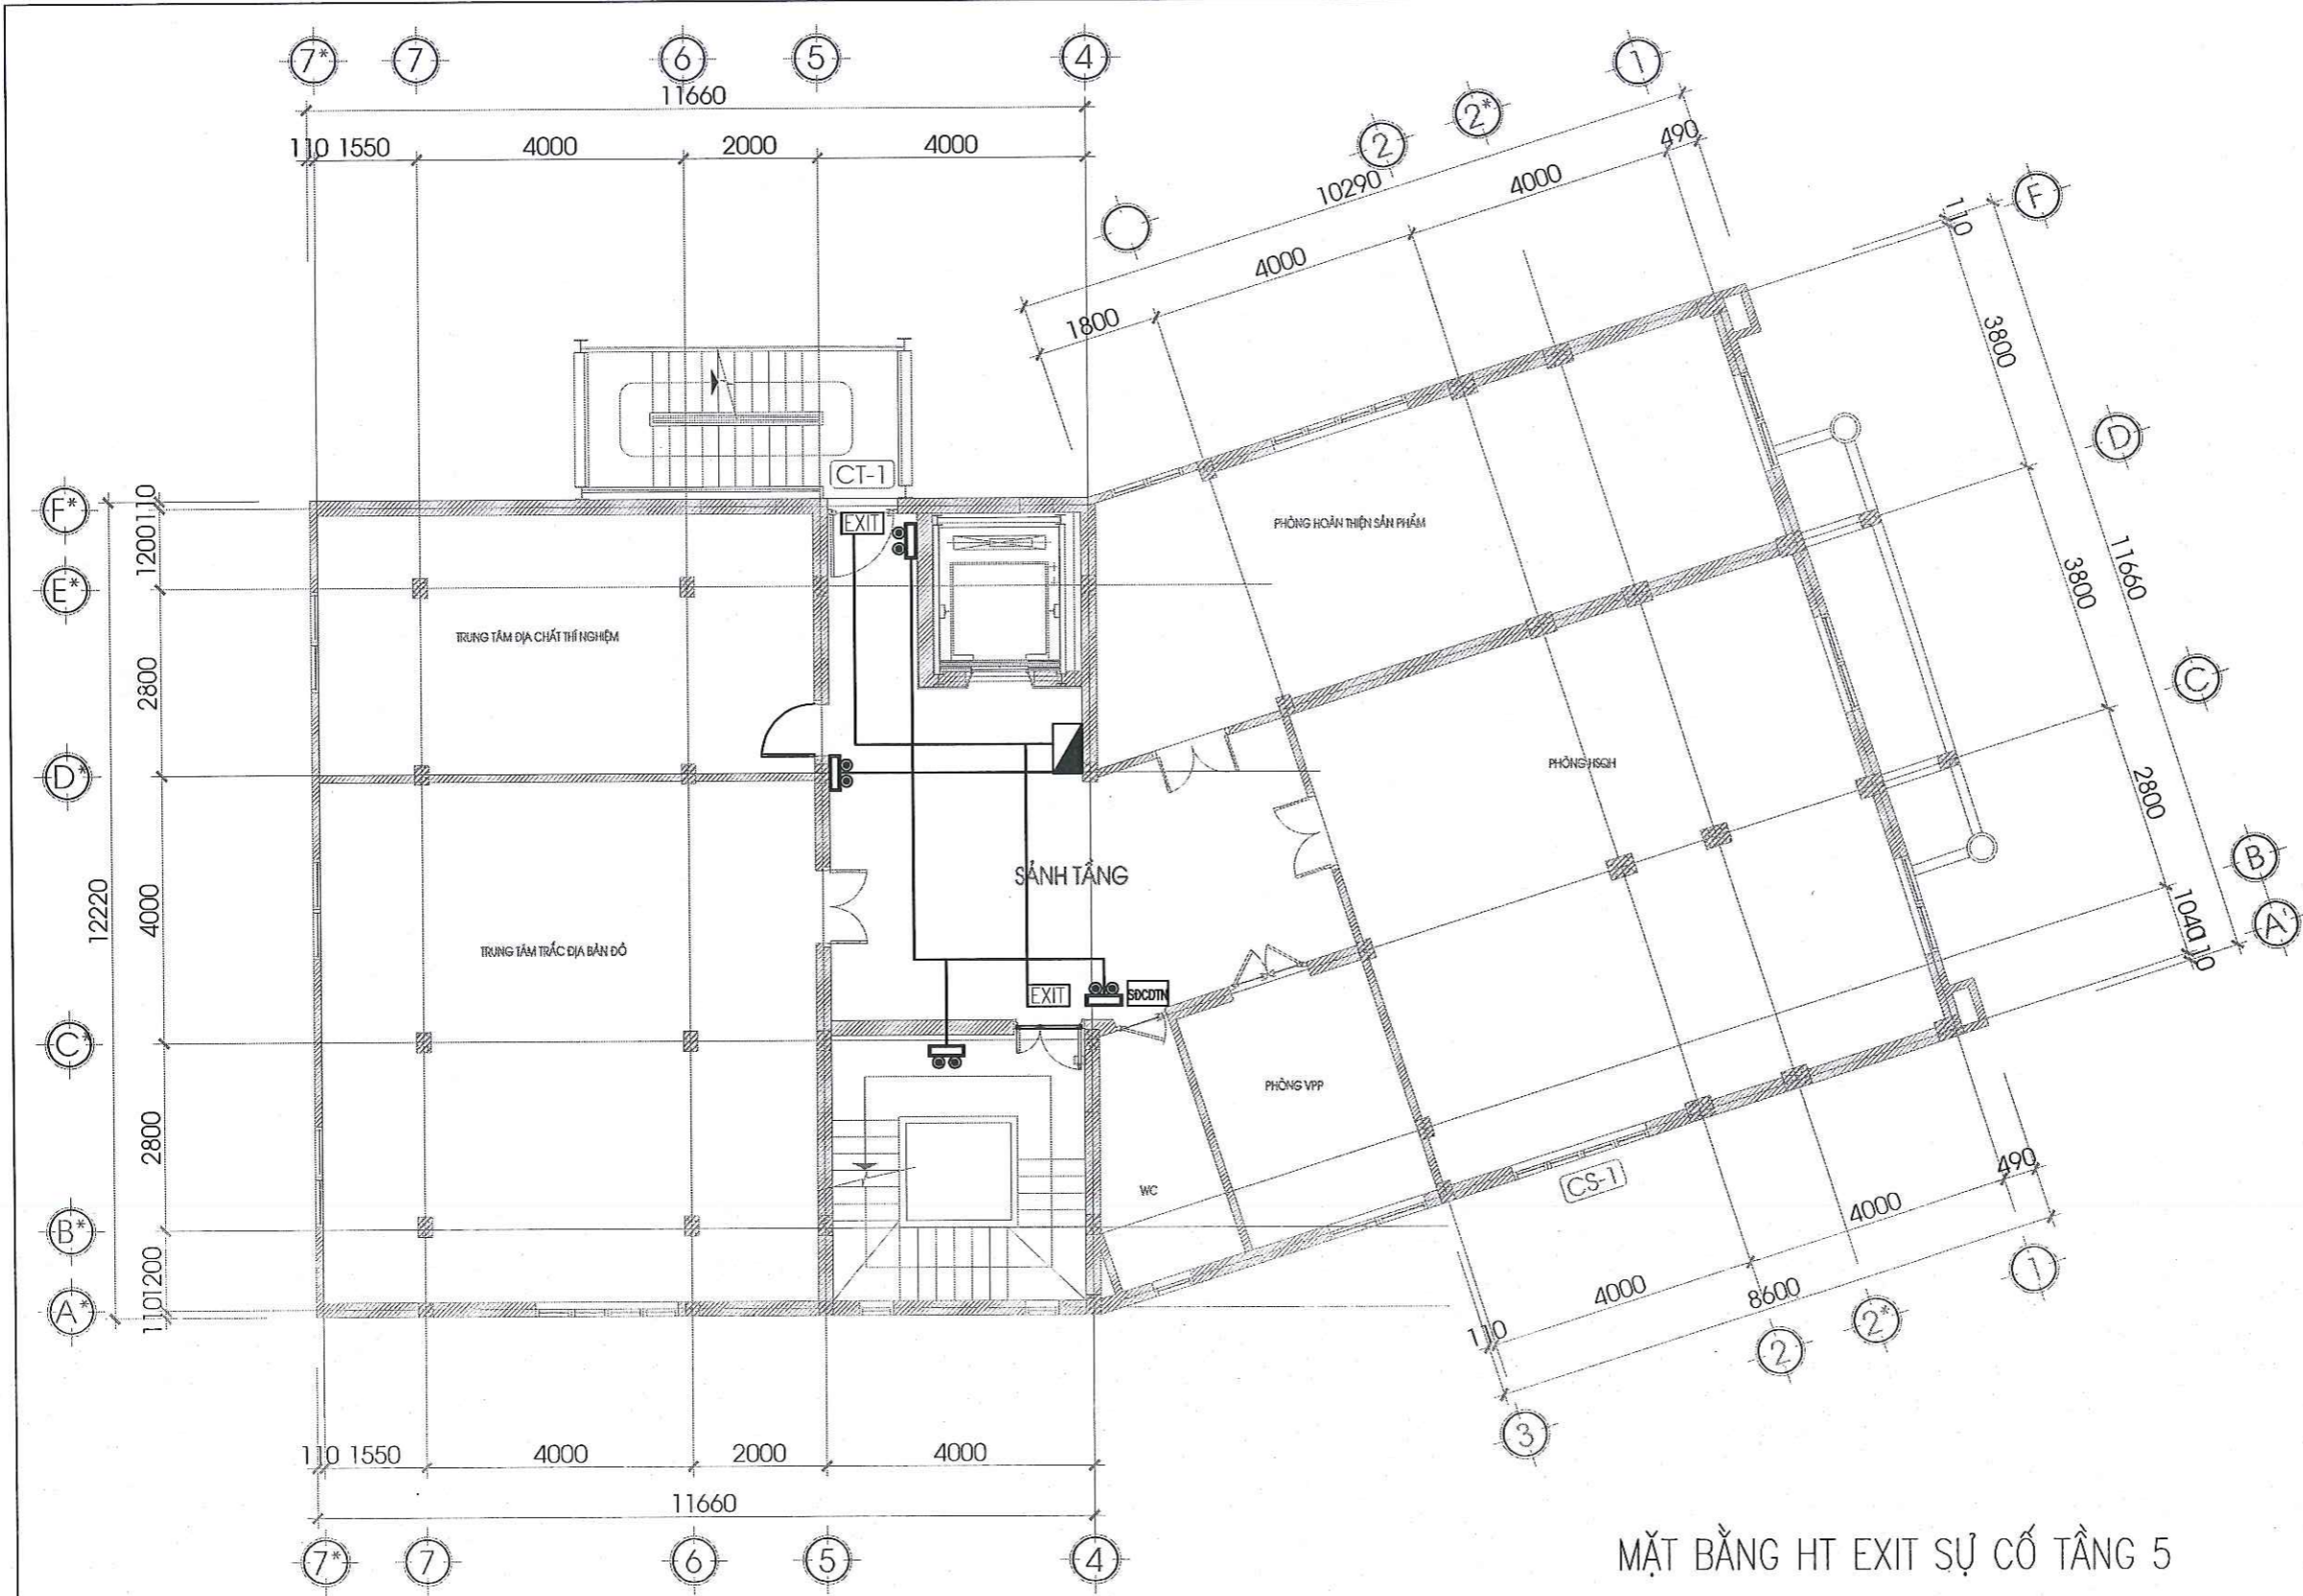 7* 7 6 5 4
11660
110 1550 4000 2000 4000
1
2*
2
490
10290
4000
F
110
4000
1800
3800
D
CT-1
F*
110
1200
EXIT
PHÒNG HOÀN THIỆN SẢN PHẨM
11660
E*
3800
TRUNG TÂM ĐỊA CHẤT THÍ NGHIỆM
2800
C
D*
PHÒNG HSQH
2800
B
SẢNH TẦNG
12220
4000
1040
A'
110
TRUNG TÂM TRẮC ĐỊA BẢN ĐỒ
EXIT
SĐCDTN
C*
PHÒNG VPP
2800
WC
CS-1
490
4000
B*
1200
1
4000
8600
110
A*
2*
110
2
3
110 1550 4000 2000 4000
11660
7* 7 6 5 4
MẶT BẰNG HT EXIT SỰ CỐ TẦNG 5